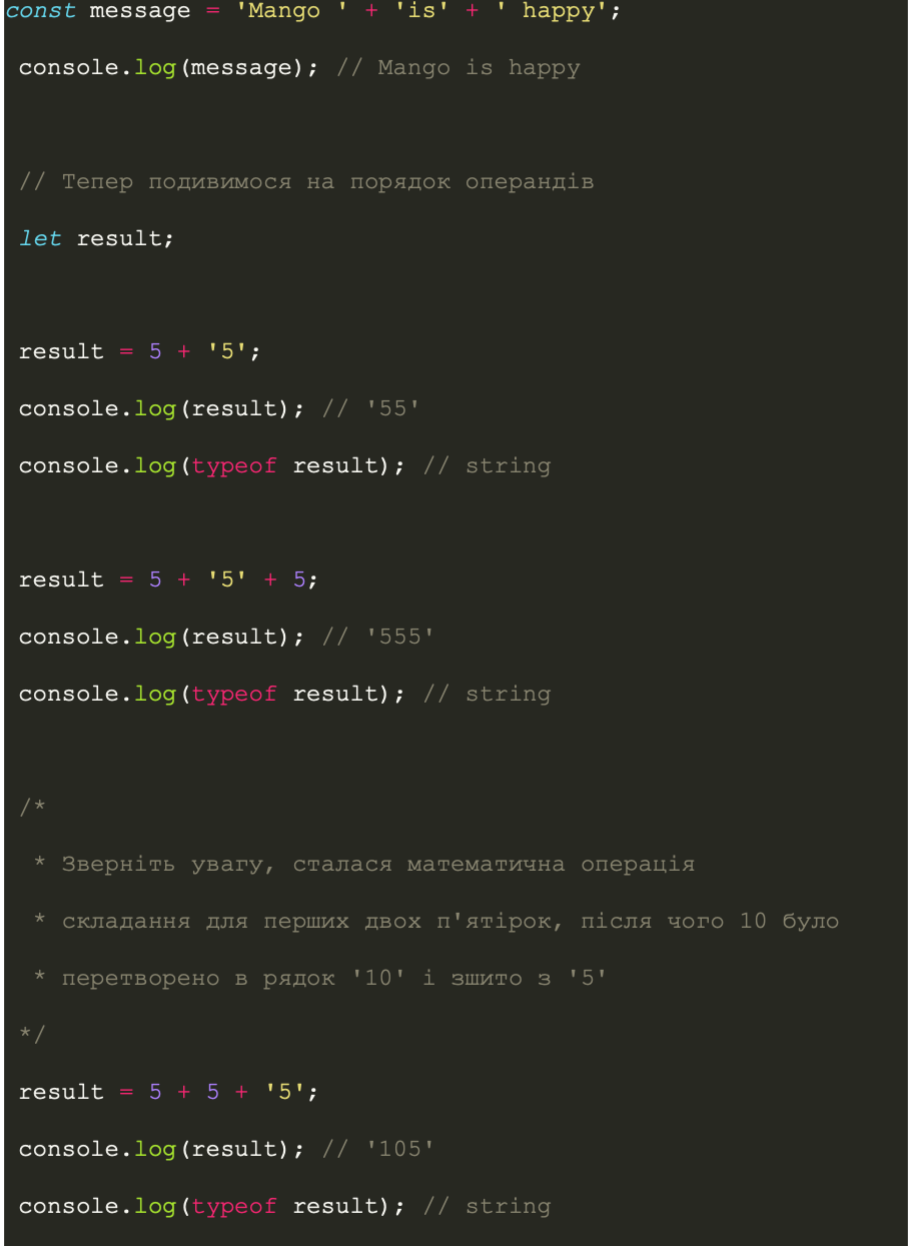 const message = 'Mango ' + 'is' + ' happy';
console.log(message); // Mango is happy
// Тепер подивимося на порядок операндів
let result;
result = 5 + '5';
console.log(result); // '55'
console.log(typeof result); // string
result = 5 + '5' + 5;
console.log(result); // '555'
console.log(typeof result); // string
/*
* Зверніть увагу, сталася математична операція
* складання для перших двох п'ятірок, після чого 10 було
* перетворено в рядок '10' і зшито з '5'
*/
result = 5 + 5 + '5';
console.log(result); // '105'
console.log(typeof result); // string